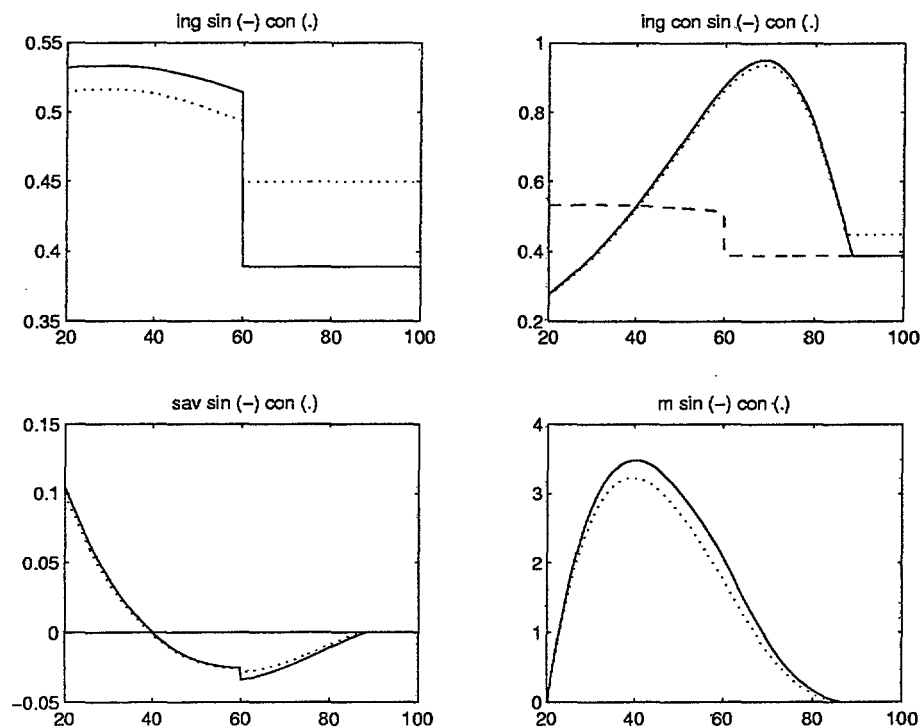 ing sin (–) con (.)
0.55
0.5
0.45
0.4
0.35
20 40 60 80 100
ing con sin (–) con (.)
1
0.8
0.6
0.4
0.2
20 40 60 80 100
sav sin (–) con (.)
0.15
0.1
0.05
0
−0.05
20 40 60 80 100
m sin (–) con (.)
4
3
2
1
0
20 40 60 80 100